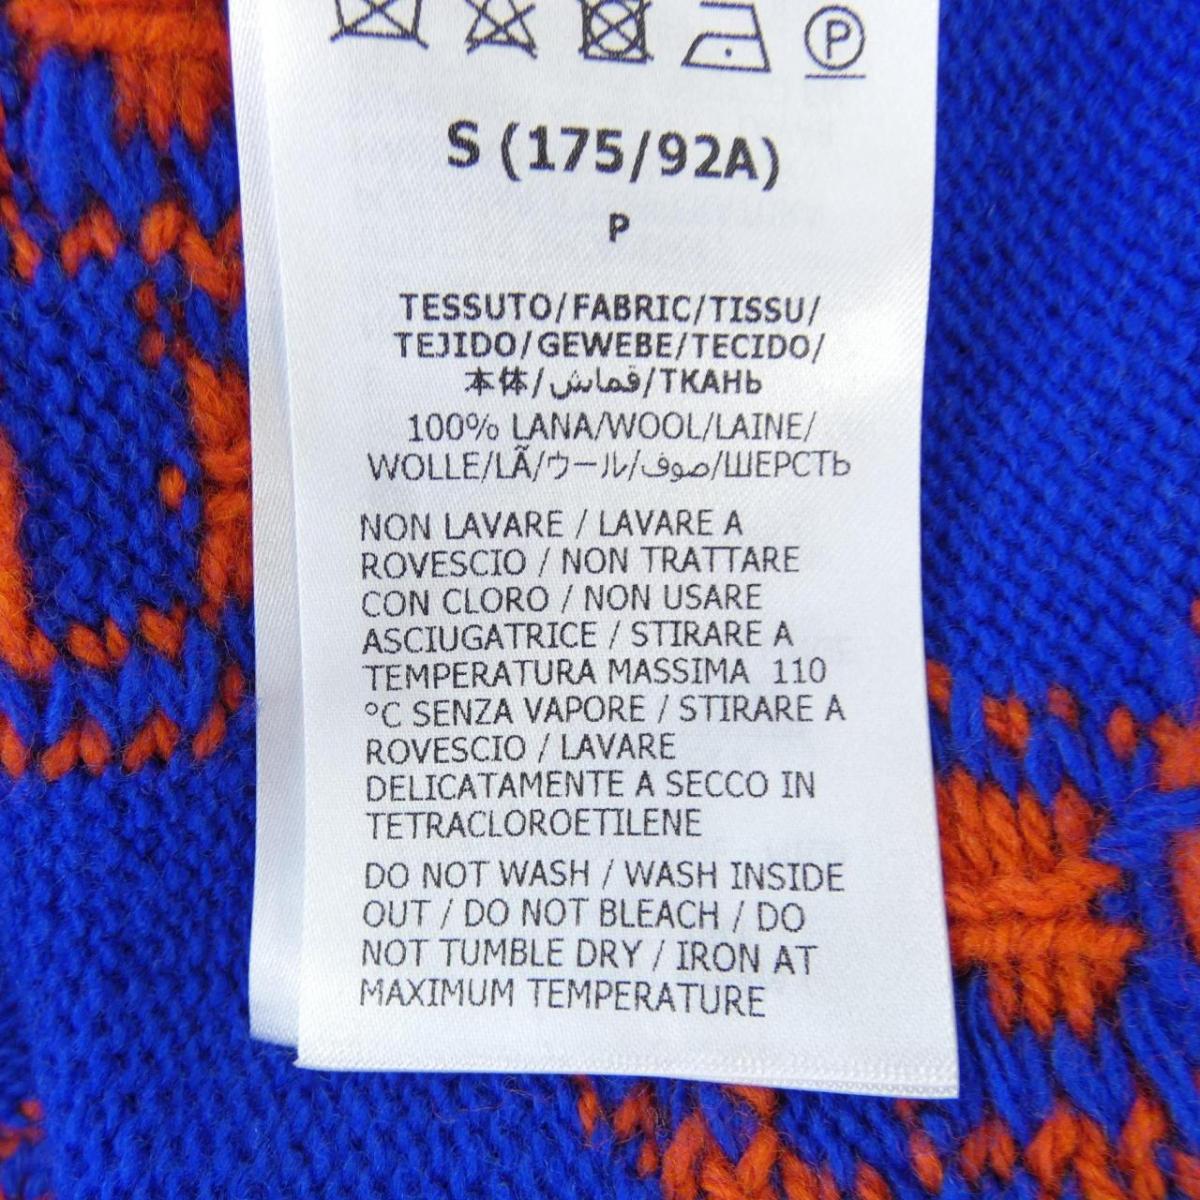 P
S (175/92A)
P
TESSUTO/FABRIC/TISSU/
TEJIDO/GEWEBE/TECIDO/
本体/قماش/ТКАНЬ
100% LANA/WOOL/LAINE/
WOLLE/LÃ/ウール/صوف/ШЕРСТЬ
NON LAVARE / LAVARE A
ROVESCIO / NON TRATTARE
CON CLORO / NON USARE
ASCIUGATRICE / STIRARE A
TEMPERATURA MASSIMA 110
°C SENZA VAPORE / STIRARE A
ROVESCIO / LAVARE
DELICATAMENTE A SECCO IN
TETRACLOROETILENE
DO NOT WASH / WASH INSIDE
OUT / DO NOT BLEACH / DO
NOT TUMBLE DRY / IRON AT
MAXIMUM TEMPERATURE